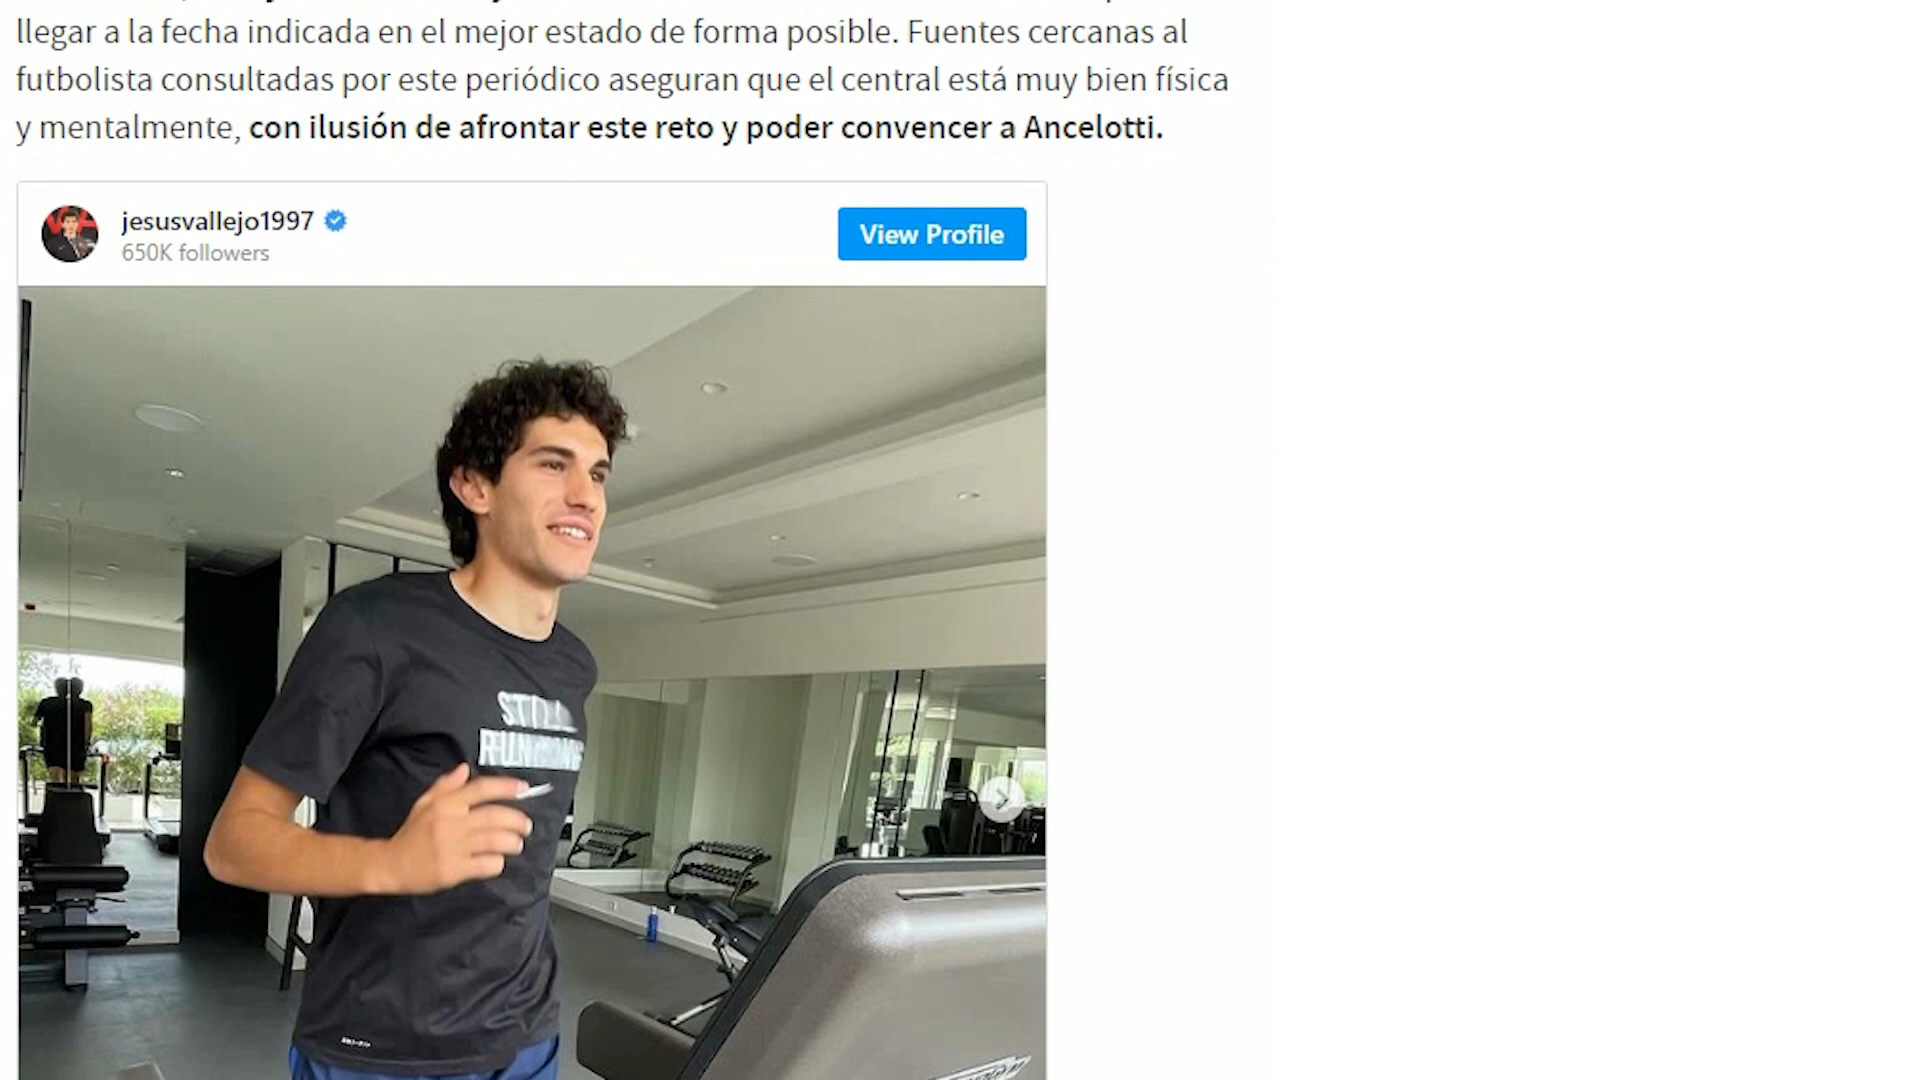 llegar a la fecha indicada en el mejor estado de forma posible. Fuentes cercanas al
futbolista consultadas por este periódico aseguran que el central está muy bien física
y mentalmente, con ilusión de afrontar este reto y poder convencer a Ancelotti.
jesusvallejo1997
View Profile
650K followers